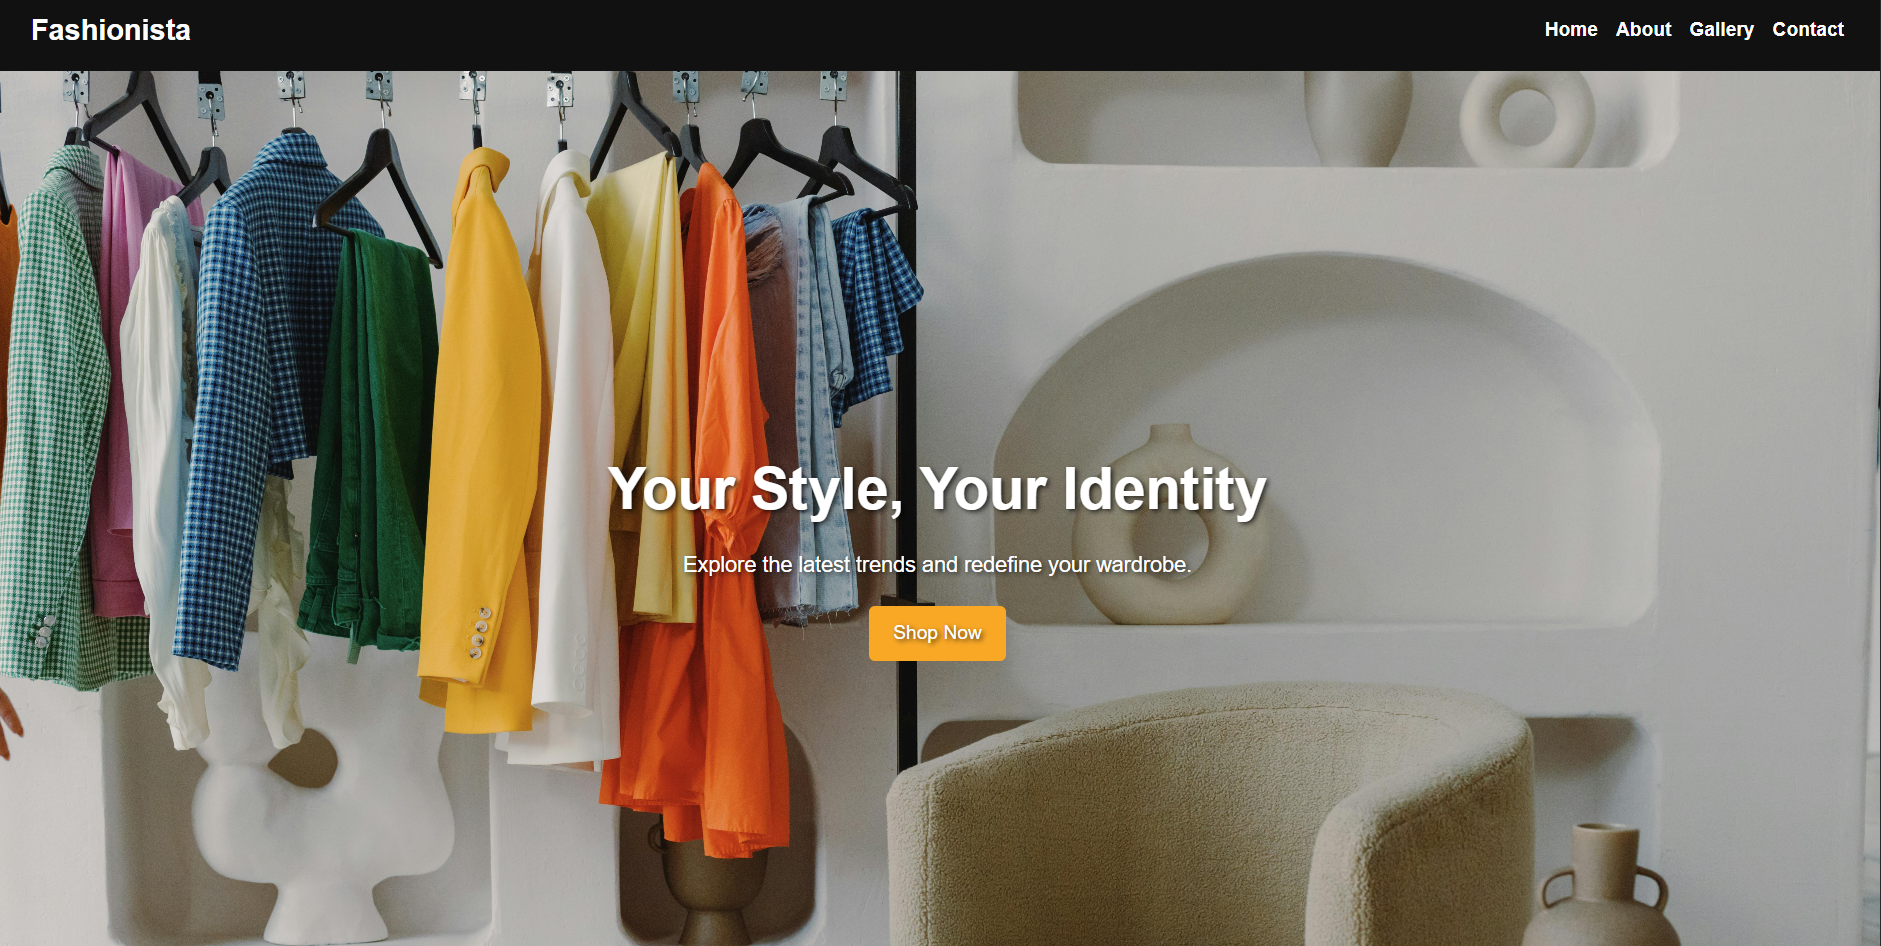 Fashionista
Home About Gallery Contact
Your Style, Your Identity
Explore the latest trends and redefine your wardrobe.
Shop Now